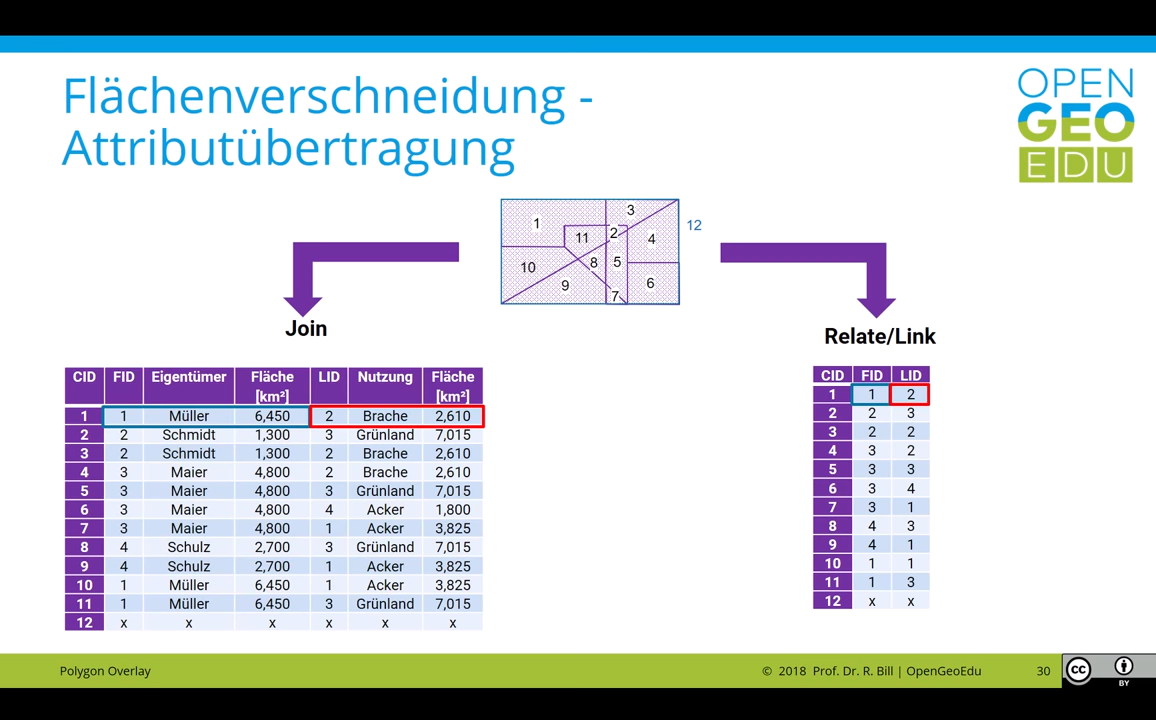 Flächenverschneidung -
Attributübertragung
OPEN
GEO
EDU
1
3
2
11
4
12
10
8
5
9
6
7
Join
Relate/Link
CID FID Eigentümer Fläche [km²] LID Nutzung Fläche [km²]
1 1 Müller 6,450 2 Brache 2,610
2 2 Schmidt 1,300 3 Grünland 7,015
3 2 Schmidt 1,300 2 Brache 2,610
4 3 Maier 4,800 2 Brache 2,610
5 3 Maier 4,800 3 Grünland 7,015
6 3 Maier 4,800 4 Acker 1,800
7 3 Maier 4,800 1 Acker 3,825
8 4 Schulz 2,700 3 Grünland 7,015
9 4 Schulz 2,700 1 Acker 3,825
10 1 Müller 6,450 1 Acker 3,825
11 1 Müller 6,450 3 Grünland 7,015
12 x x x x x x
CID FID LID
1 1 2
2 2 3
3 2 2
4 3 2
5 3 3
6 3 4
7 3 1
8 4 3
9 4 1
10 1 1
11 1 3
12 x x
Polygon Overlay
© 2018 Prof. Dr. R. Bill | OpenGeoEdu
30
cc
BY